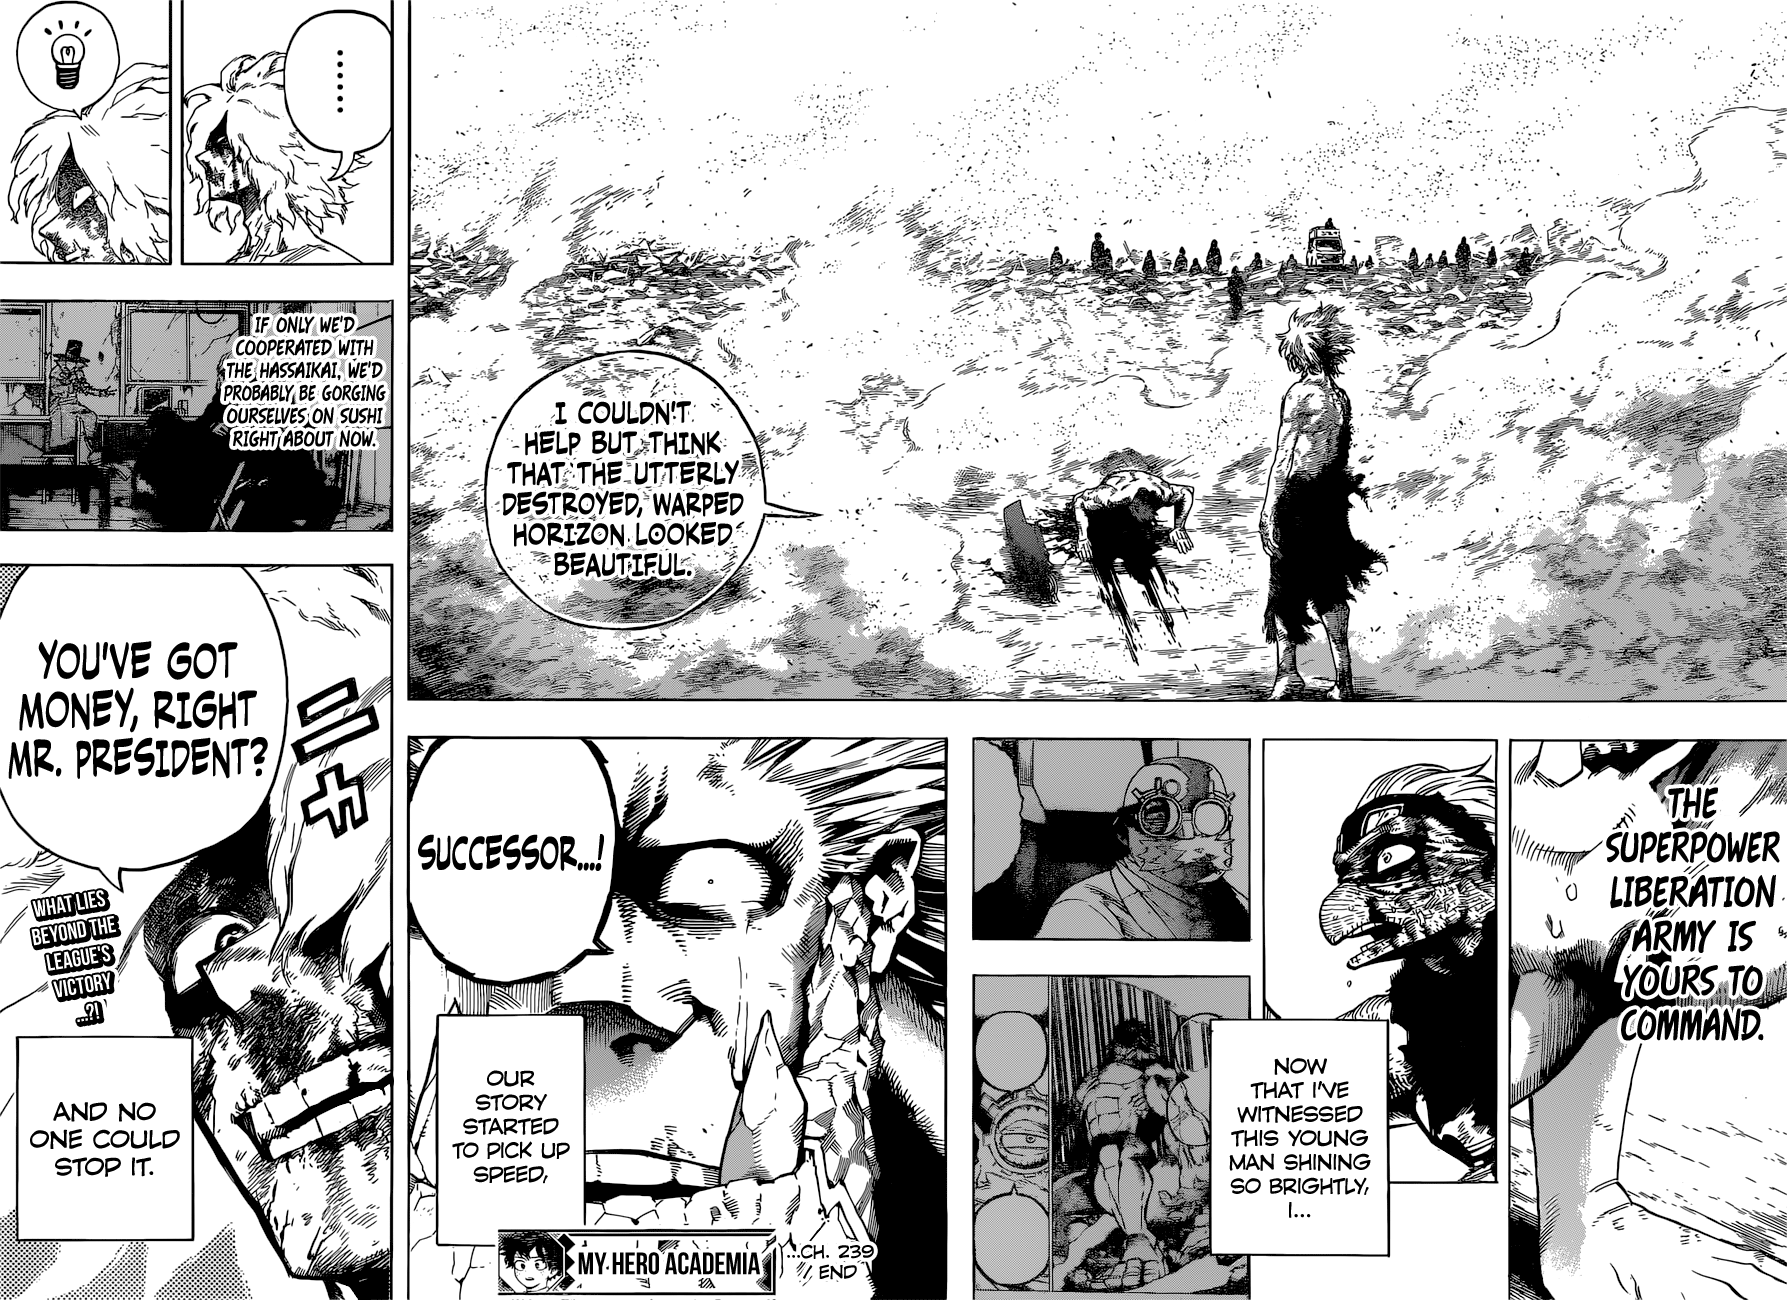 I COULDN'T
HELP BUT THINK
THAT THE UTTERLY
DESTROYED, WARPED
HORIZON LOOKED
BEAUTIFUL.
THE
SUPERPOWER
LIBERATION
ARMY IS
YOURS TO
COMMAND.
NOW
THAT I'VE
WITNESSED
THIS YOUNG
MAN SHINING
SO BRIGHTLY,
I...
SUCCESSOR...!
OUR
STORY
STARTED
TO PICK UP
SPEED,
MY HERO ACADEMIA
...CH. 239
/ END
......
IF ONLY WE'D
COOPERATED WITH
THE HASSAIKAI, WE'D
PROBABLY BE GORGING
OURSELVES ON SUSHI
RIGHT ABOUT NOW.
YOU'VE GOT
MONEY, RIGHT
MR. PRESIDENT?
ニカ
WHAT LIES
BEYOND THE
LEAGUE'S
VICTORY
...?!
AND NO
ONE COULD
STOP IT.